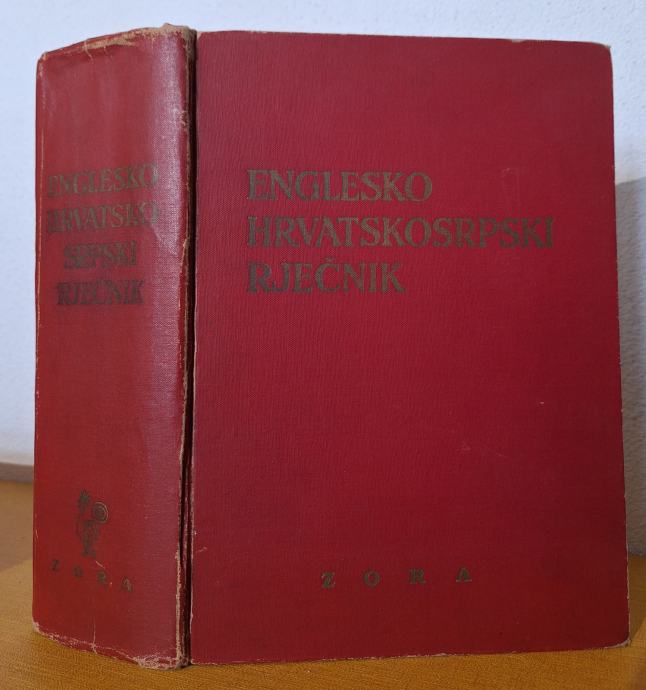 ENGLESKO
HRVATSKO
SRPSKI
RJEČNIK
ZORA
ENGLESKO
HRVATSKOSRPSKI
RJEČNIK
ZORA